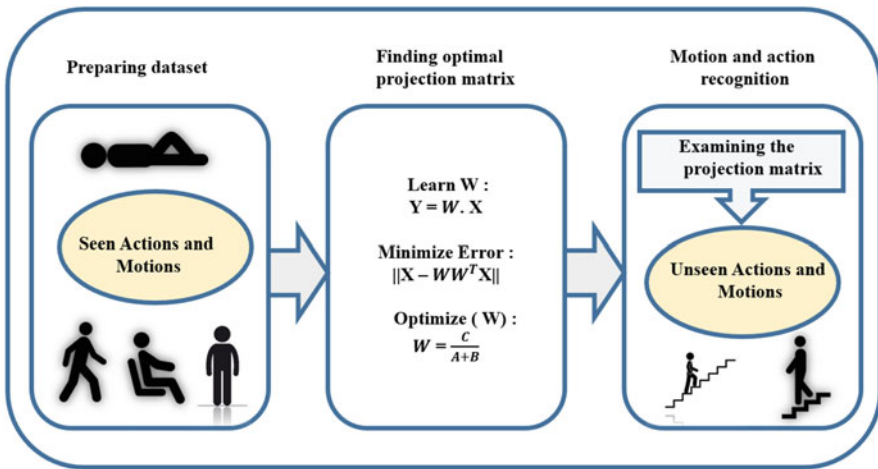 Preparing dataset
Seen Actions and
Motions
Finding optimal
projection matrix
Learn W :
Y = W. X
Minimize Error :
||X – WWᵀX||
Optimize ( W) :
W = C/(A+B)
Motion and action
recognition
Examining the
projection matrix
Unseen Actions and
Motions